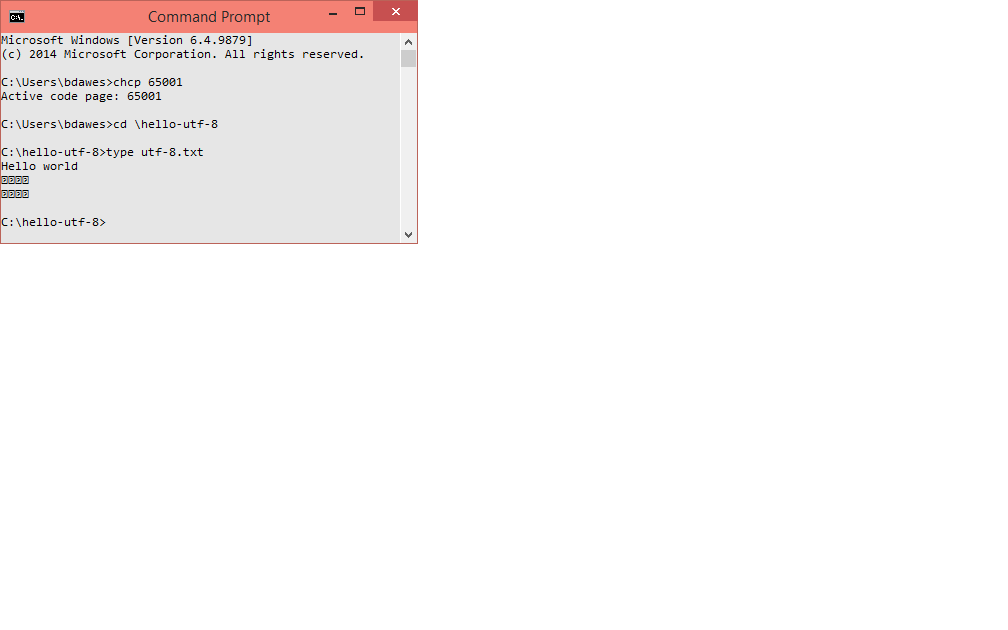 Command Prompt
Microsoft Windows [Version 6.4.9879]
(c) 2014 Microsoft Corporation. All rights reserved.
C:\Users\bdawes>chcp 65001
Active code page: 65001
C:\Users\bdawes>cd \hello-utf-8
C:\hello-utf-8>type utf-8.txt
Hello world
C:\hello-utf-8>